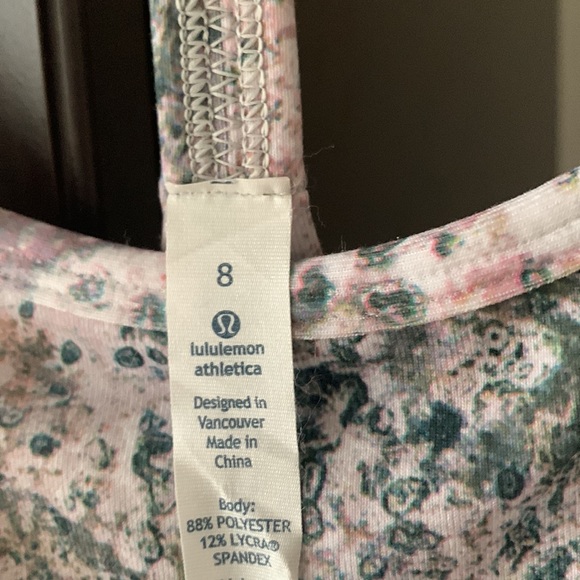 8
lululemon
athletica
Designed in
Vancouver
Made in
China
Body:
88% POLYESTER
12% LYCRA®
SPANDEX